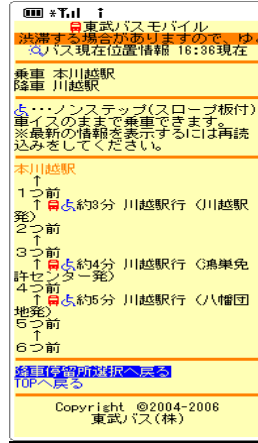 東武バスモバイル
渋滞する場合がありますので、ゆ
バス現在位置情報 16:36現在
乗車 本川越駅
降車 川越駅
・・・ノンステップ(スロープ板付)
車イスのままで乗車できます。
※最新の情報を表示するには再読
込みをしてください。
本川越駅
↑
1つ前
↑約3分 川越駅行 (川越駅
発)
2つ前
↑
3つ前
↑約4分 川越駅行 (鴻巣免
許センター発)
4つ前
↑約5分 川越駅行 (八幡団
地発)
5つ前
↑
6つ前
降車停留所選択へ戻る
TOPへ戻る
Copyright ©2004-2006
東武バス(株)